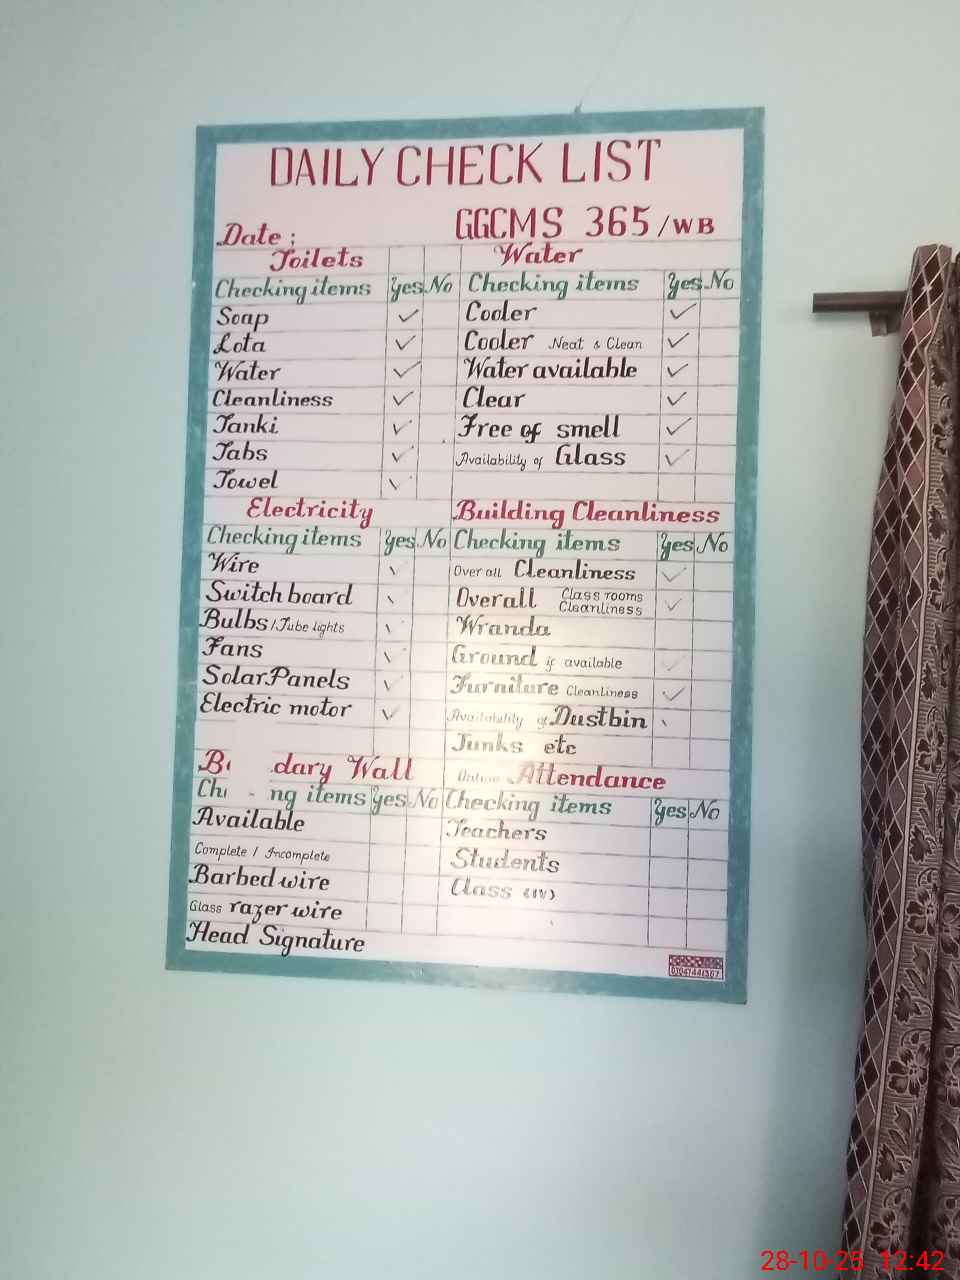 DAILY CHECK LIST
GGCMS 365/WB
Date ;
Toilets
Checking items Yes No
Soap ✓
Lota ✓
Water ✓
Cleanliness ✓
Tanki ✓
Tabs ✓
Towel ✓
Water
Checking items Yes No
Cooler ✓
Cooler Neat & Clean ✓
Water available ✓
Clear ✓
Free of smell ✓
Availability of Glass ✓
Electricity
Checking items Yes No
Wire ✓
Switch board ✓
Bulbs/Tube lights ✓
Fans ✓
Solar Panels ✓
Electric motor ✓
Building Cleanliness
Checking items Yes No
Over all Cleanliness ✓
Overall Class rooms
Cleanliness ✓
Wranda
Ground if available ✓
Furniture Cleanliness ✓
Availability of Dustbin ✓
Junks etc
dary Wall
ng items Yes No
Available
Complete / Incomplete
Barbed wire
Glass razer wire
Head Signature
Online Attendance
Checking items Yes No
Teachers
Students
Class (IV)
28-10-25 12:42